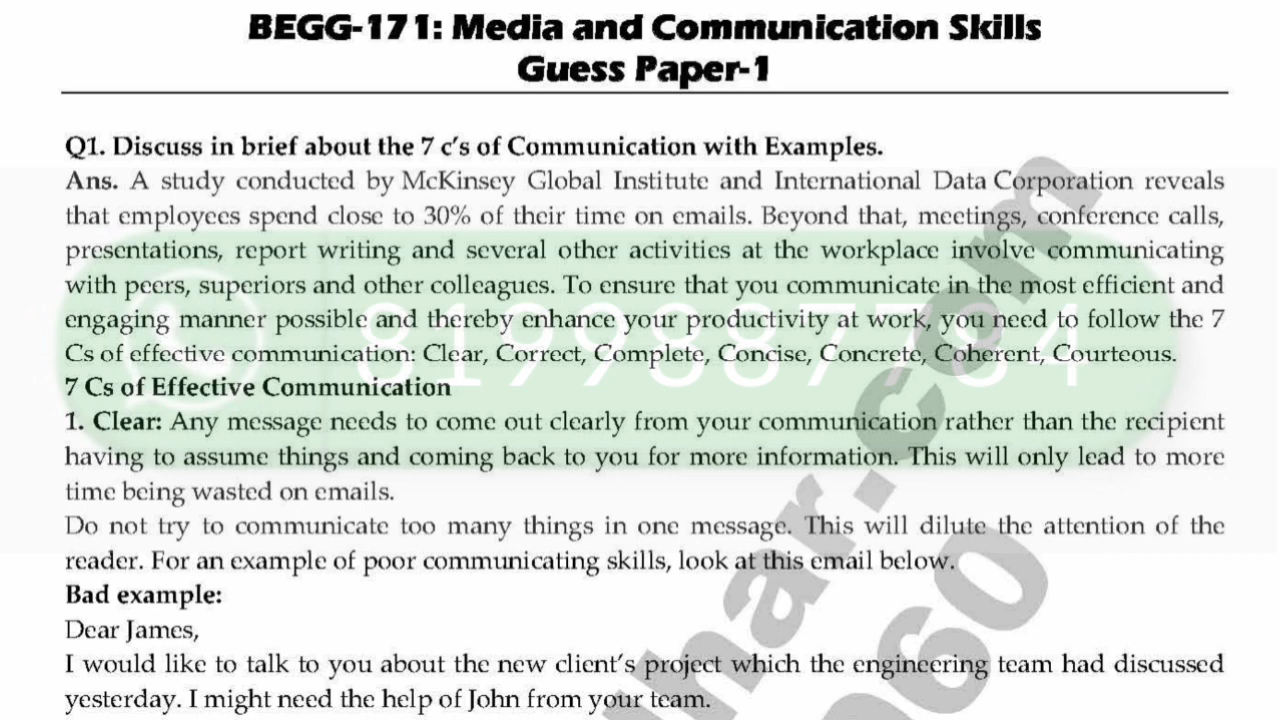 BEGG-171: Media and Communication Skills
Guess Paper-1
Q1. Discuss in brief about the 7 c's of Communication with Examples.
Ans. A study conducted by McKinsey Global Institute and International Data Corporation reveals
that employees spend close to 30% of their time on emails. Beyond that, meetings, conference calls,
presentations, report writing and several other activities at the workplace involve communicating
with peers, superiors and other colleagues. To ensure that you communicate in the most efficient and
engaging manner possible and thereby enhance your productivity at work, you need to follow the 7
Cs of effective communication: Clear, Correct, Complete, Concise, Concrete, Coherent, Courteous.
7 Cs of Effective Communication
1. Clear: Any message needs to come out clearly from your communication rather than the recipient
having to assume things and coming back to you for more information. This will only lead to more
time being wasted on emails.
Do not try to communicate too many things in one message. This will dilute the attention of the
reader. For an example of poor communicating skills, look at this email below.
Bad example:
Dear James,
I would like to talk to you about the new client's project which the engineering team had discussed
yesterday. I might need the help of John from your team.